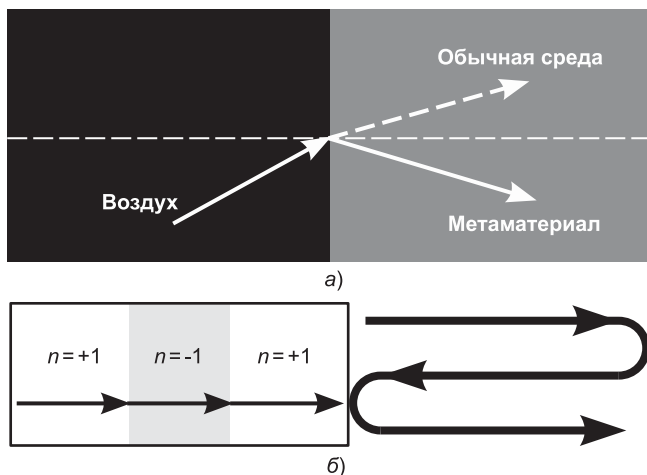 Обычная среда
Воздух
Метаматериал
а)
n=+1 n=-1 n=+1
б)